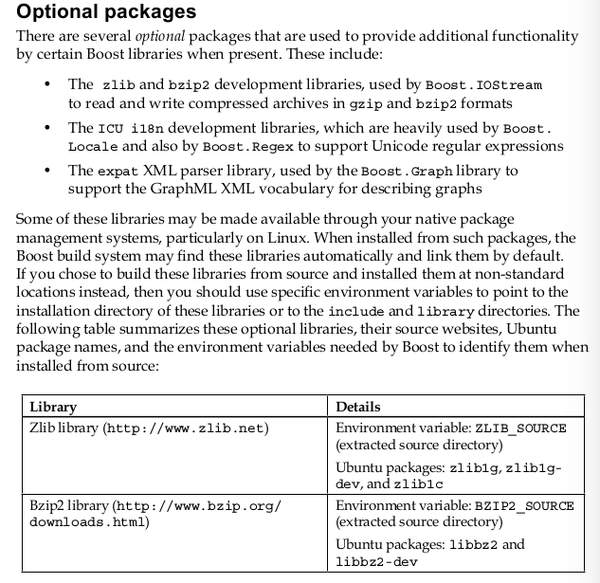 Optional packages
There are several optional packages that are used to provide additional functionality
by certain Boost libraries when present. These include:
• The zlib and bzip2 development libraries, used by Boost.IOStream
to read and write compressed archives in gzip and bzip2 formats
• The ICU i18n development libraries, which are heavily used by Boost.
Locale and also by Boost.Regex to support Unicode regular expressions
• The expat XML parser library, used by the Boost.Graph library to
support the GraphML XML vocabulary for describing graphs
Some of these libraries may be made available through your native package
management systems, particularly on Linux. When installed from such packages, the
Boost build system may find these libraries automatically and link them by default.
If you chose to build these libraries from source and installed them at non-standard
locations instead, then you should use specific environment variables to point to the
installation directory of these libraries or to the include and library directories. The
following table summarizes these optional libraries, their source websites, Ubuntu
package names, and the environment variables needed by Boost to identify them when
installed from source:
Library Details
Zlib library (http://www.zlib.net) Environment variable: ZLIB_SOURCE
(extracted source directory)
Ubuntu packages: zlib1g, zlib1g-
dev, and zlib1c
Bzip2 library (http://www.bzip.org/ Environment variable: BZIP2_SOURCE
downloads.html) (extracted source directory)
Ubuntu packages: libbz2 and
libbz2-dev